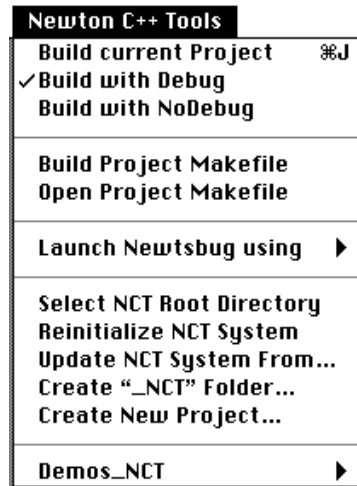 Newton C++ Tools
Build current Project ⌘J
✓Build with Debug
Build with NoDebug
Build Project Makefile
Open Project Makefile
Launch Newtsbug using ▶
Select NCT Root Directory
Reinitialize NCT System
Update NCT System From...
Create “_NCT” Folder...
Create New Project...
Demos_NCT ▶